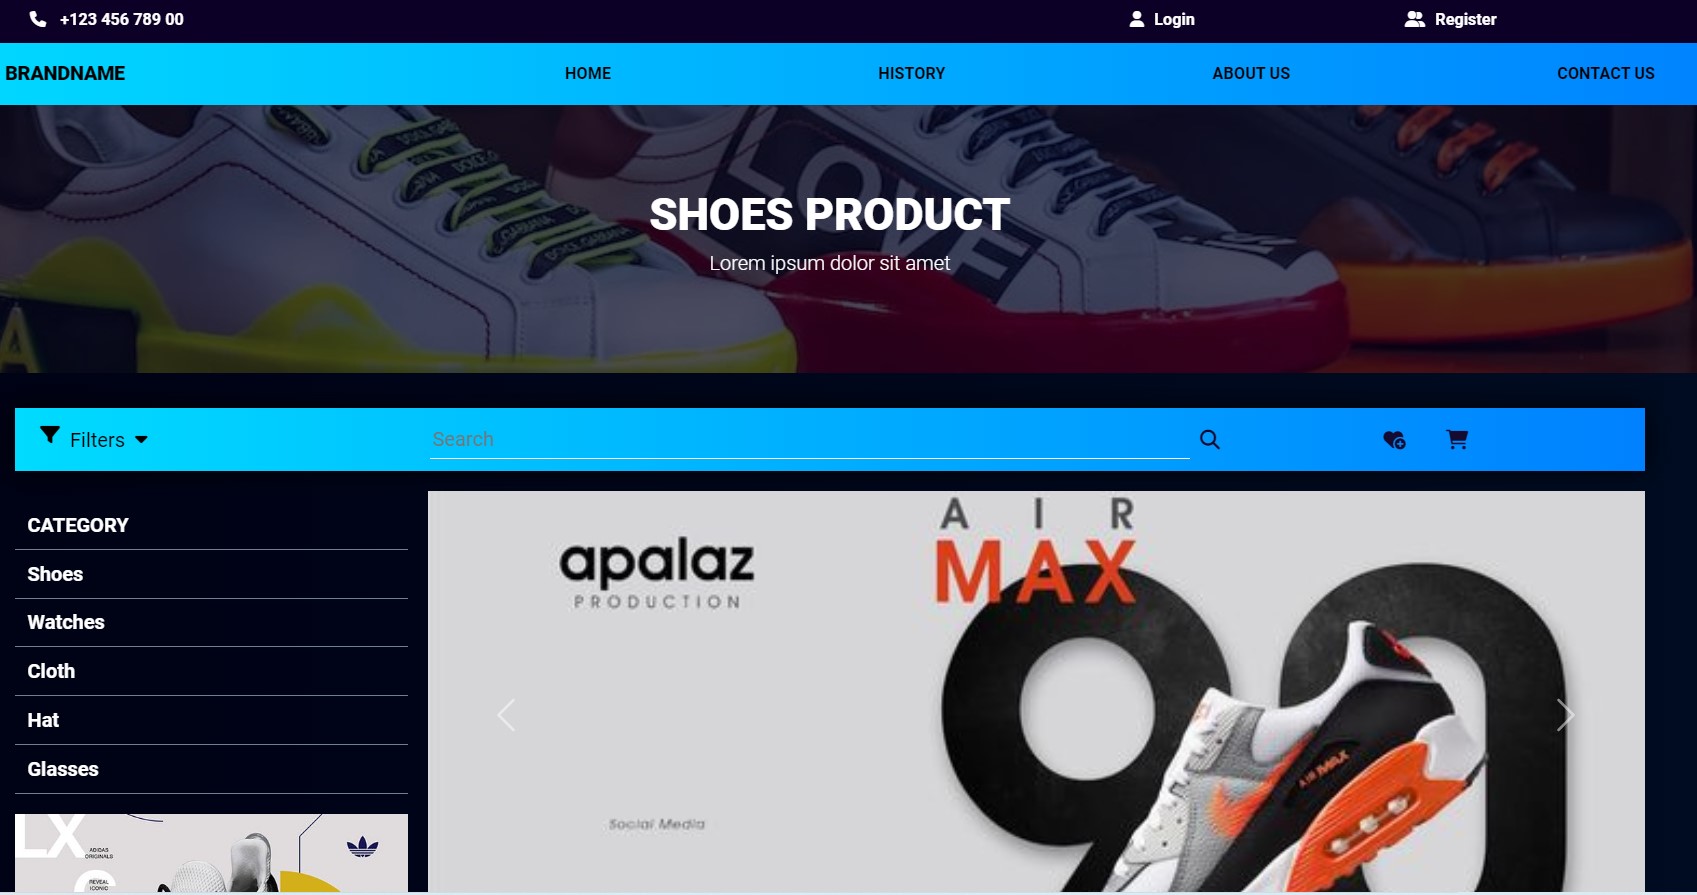 +123 456 789 00
Login
Register
BRANDNAME
HOME
HISTORY
ABOUT US
CONTACT US
LOVE
SHOES PRODUCT
Lorem ipsum dolor sit amet
Filters
Search
CATEGORY
Shoes
Watches
Cloth
Hat
Glasses
LX
ADIDAS
ORIGINALS
REVEAL
ICONIC
apalaz
PRODUCTION
AIR
MAX
90
AIR MAX
Social Media